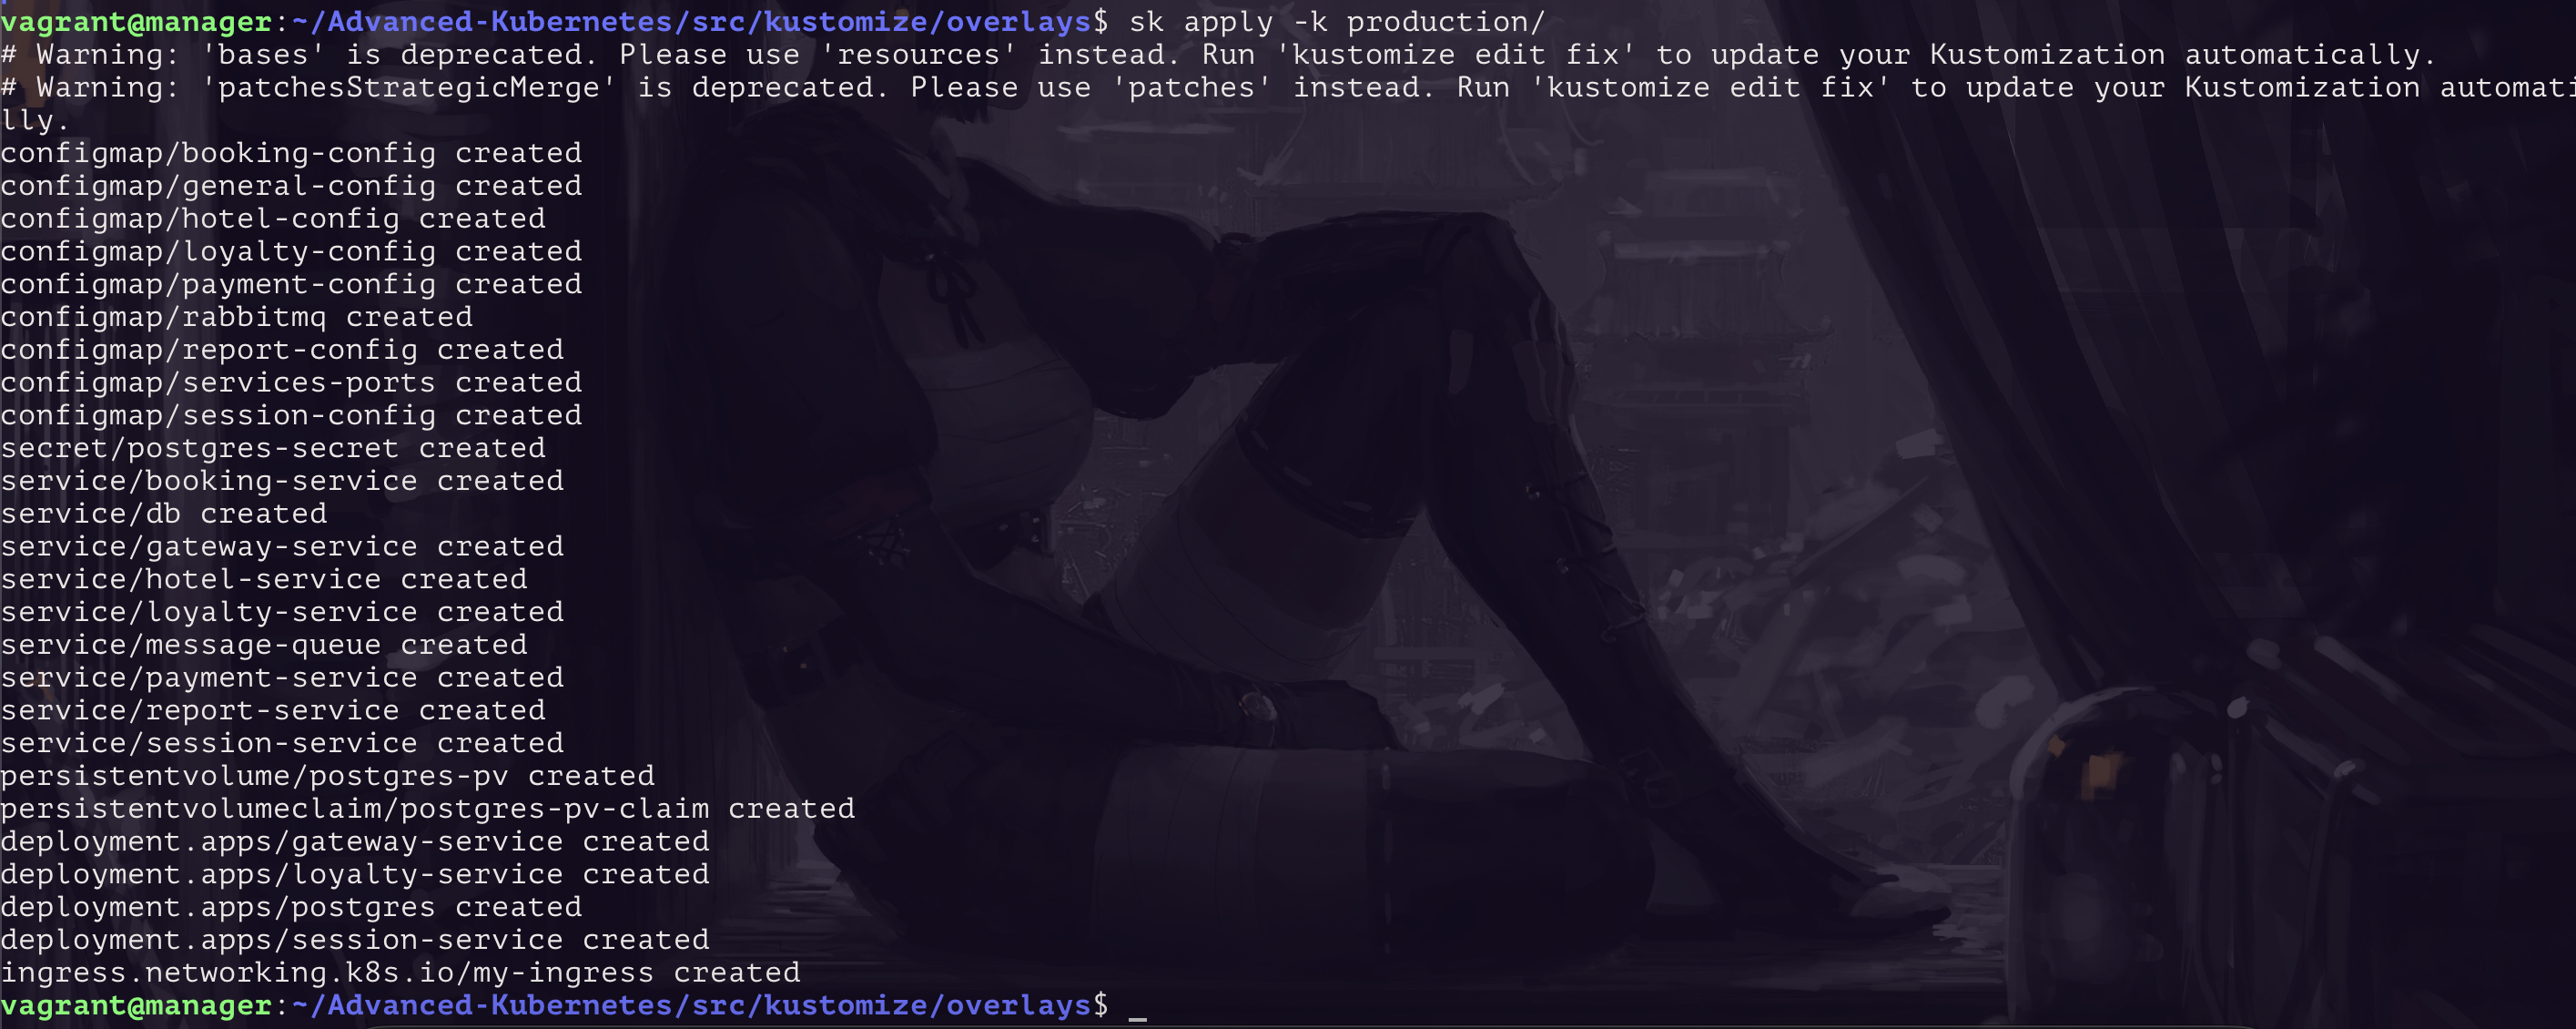 vagrant@manager:~/Advanced-Kubernetes/src/kustomize/overlays$ sk apply -k production/
# Warning: 'bases' is deprecated. Please use 'resources' instead. Run 'kustomize edit fix' to update your Kustomization automatically.
# Warning: 'patchesStrategicMerge' is deprecated. Please use 'patches' instead. Run 'kustomize edit fix' to update your Kustomization automati
lly.
configmap/booking-config created
configmap/general-config created
configmap/hotel-config created
configmap/loyalty-config created
configmap/payment-config created
configmap/rabbitmq created
configmap/report-config created
configmap/services-ports created
configmap/session-config created
secret/postgres-secret created
service/booking-service created
service/db created
service/gateway-service created
service/hotel-service created
service/loyalty-service created
service/message-queue created
service/payment-service created
service/report-service created
service/session-service created
persistentvolume/postgres-pv created
persistentvolumeclaim/postgres-pv-claim created
deployment.apps/gateway-service created
deployment.apps/loyalty-service created
deployment.apps/postgres created
deployment.apps/session-service created
ingress.networking.k8s.io/my-ingress created
vagrant@manager:~/Advanced-Kubernetes/src/kustomize/overlays$ _